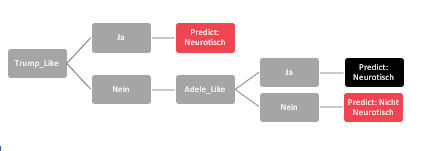 Ja
Predict:
Neurotisch
Trump_Like
Ja
Predict:
Neurotisch
Nein
Adele_Like
Nein
Predict: Nicht
Neurotisch